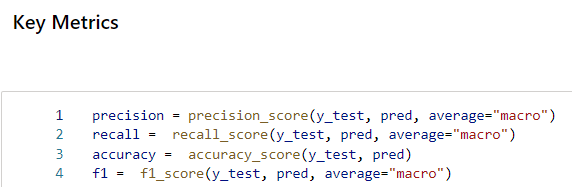 Key Metrics
1 precision = precision_score(y_test, pred, average="macro")
2 recall =  recall_score(y_test, pred, average="macro")
3 accuracy =  accuracy_score(y_test, pred)
4 f1 =  f1_score(y_test, pred, average="macro")